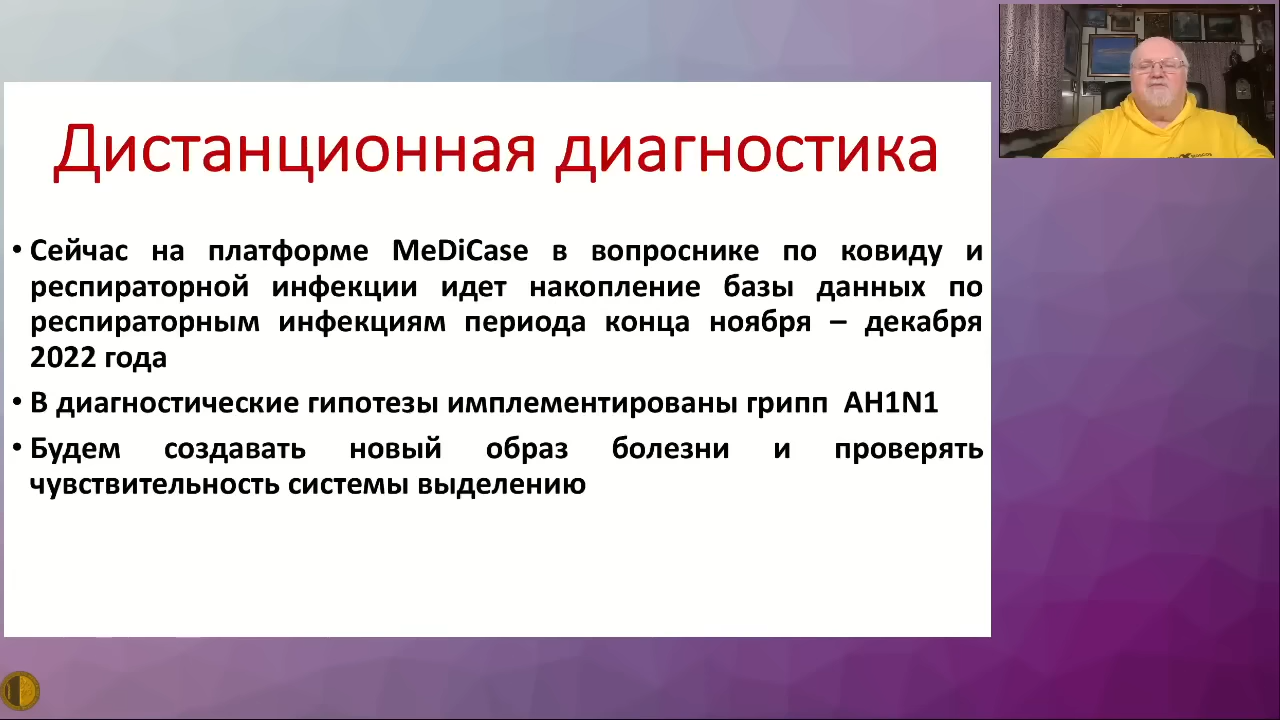 Дистанционная диагностика
• Сейчас на платформе MeDiCase в вопроснике по ковиду и
респираторной инфекции идет накопление базы данных по
респираторным инфекциям периода конца ноября – декабря
2022 года
• В диагностические гипотезы имплементированы грипп AH1N1
• Будем создавать новый образ болезни и проверять
чувствительность системы выделению